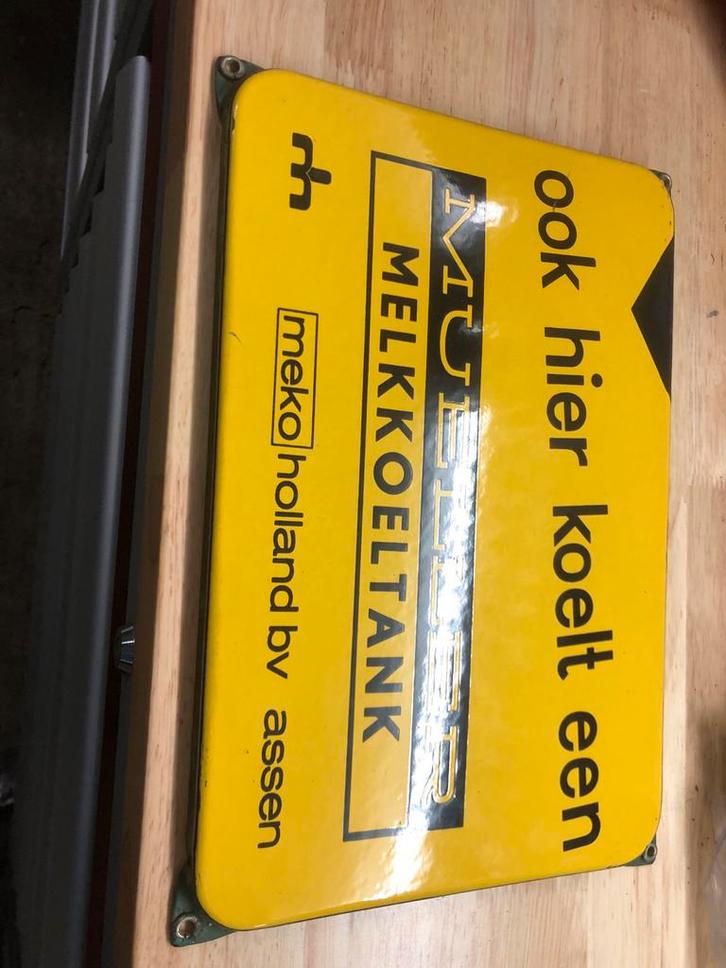 ook hier koelt een
MUELLER
MELKKOELTANK
meko holland bv assen